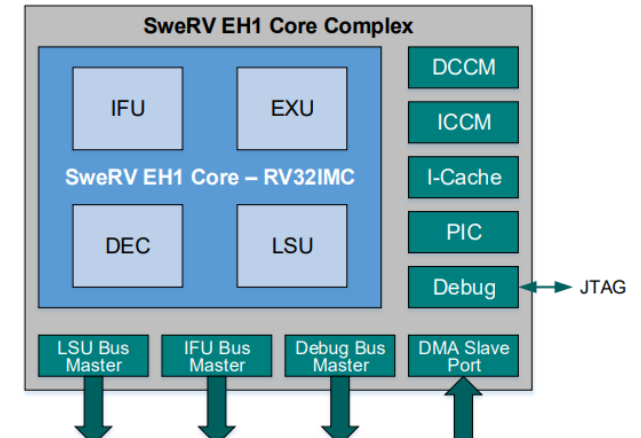 SweRV EH1 Core Complex
IFU
EXU
SweRV EH1 Core – RV32IMC
DEC
LSU
DCCM
ICCM
I-Cache
PIC
Debug
JTAG
LSU Bus
Master
IFU Bus
Master
Debug Bus
Master
DMA Slave
Port